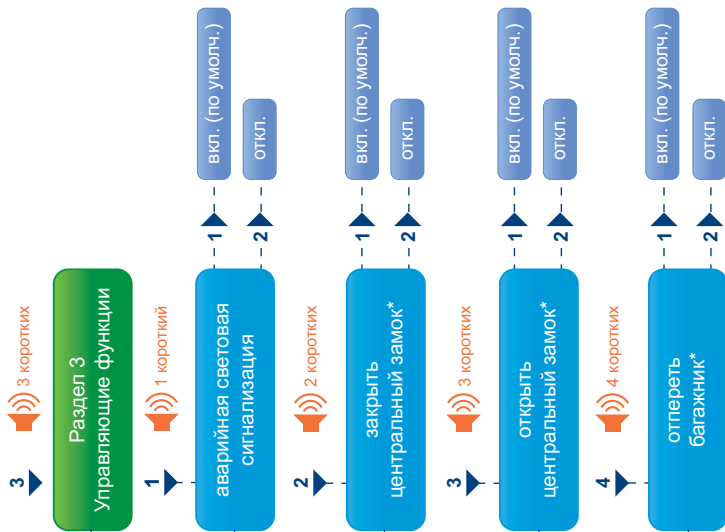 3
3 коротких
Раздел 3
Управляющие функции
1
1 короткий
аварийная световая
сигнализация
1
вкл. (по умолч.)
2
откл.
2
2 коротких
закрыть
центральный замок*
1
вкл. (по умолч.)
2
откл.
3
3 коротких
открыть
центральный замок*
1
вкл. (по умолч.)
2
откл.
4
4 коротких
отпереть
багажник*
1
вкл. (по умолч.)
2
откл.